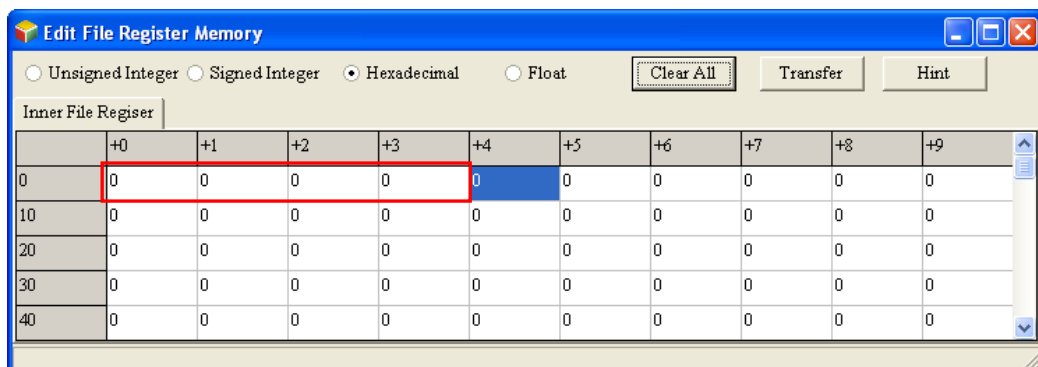 Edit File Register Memory
Unsigned Integer Signed Integer Hexadecimal Float Clear All Transfer Hint
Inner File Regiser
+0 +1 +2 +3 +4 +5 +6 +7 +8 +9
0 0 0 0 0 0 0 0 0 0 0
10 0 0 0 0 0 0 0 0 0 0
20 0 0 0 0 0 0 0 0 0 0
30 0 0 0 0 0 0 0 0 0 0
40 0 0 0 0 0 0 0 0 0 0